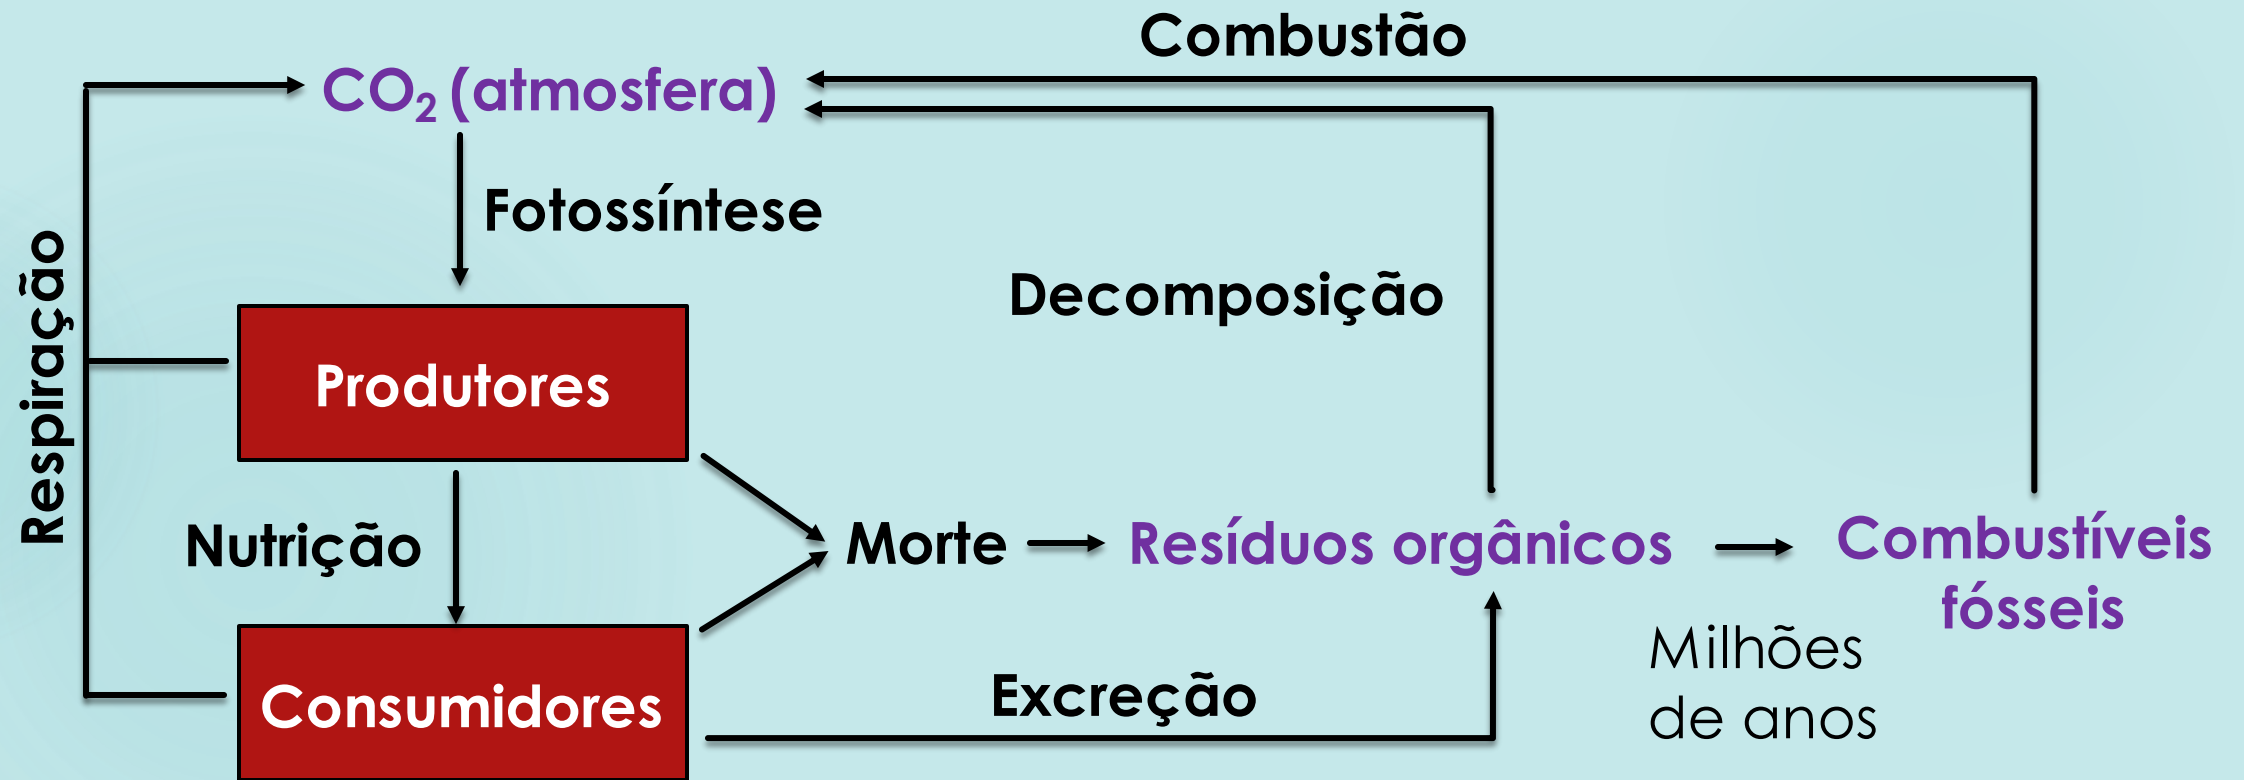 Combustão
CO₂ (atmosfera)
Fotossíntese
Respiração
Decomposição
Produtores
Nutrição
Morte
Resíduos orgânicos
Combustíveis
fósseis
Milhões
de anos
Excreção
Consumidores